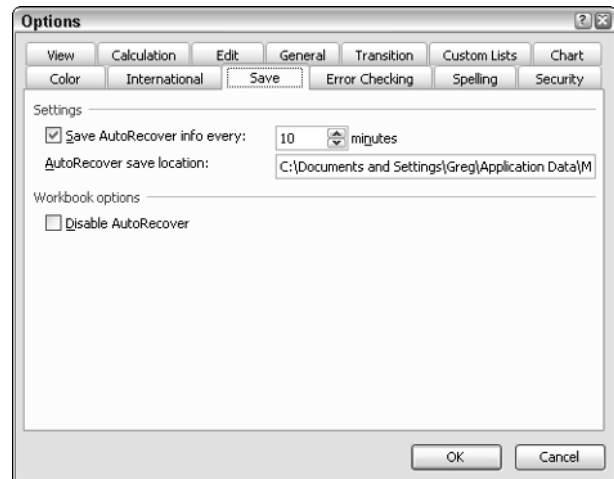 Options
View Calculation Edit General Transition Custom Lists Chart
Color International Save Error Checking Spelling Security
Settings
Save AutoRecover info every: 10 minutes
AutoRecover save location: C:\Documents and Settings\Greg\Application Data\M
Workbook options
Disable AutoRecover
OK Cancel